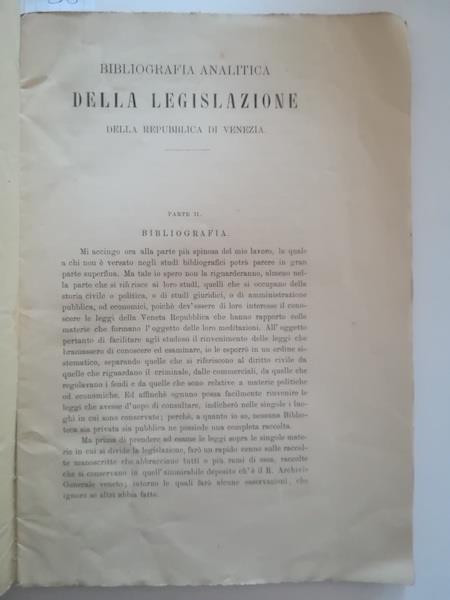 BIBLIOGRAFIA ANALITICA
DELLA LEGISLAZIONE
DELLA REPUBBLICA DI VENEZIA.
PARTE II.
BIBLIOGRAFIA.
Mi accingo ora alla parte più spinosa del mio lavoro, la quale
a chi non è versato negli studî bibliografici potrà parere in gran
parte superflua. Ma tale io spero non la riguarderanno, almeno nel-
la parte che si riferisce ai loro studî, quelli che si occupano della
storia civile o politica, o di studî giuridici, o di amministrazione
pubblica, od economici, poichè dev'essere di loro interesse il cono-
scere le leggi della Veneta Repubblica che hanno rapporto colle
materie che formano l'oggetto delle loro meditazioni. All'oggetto
pertanto di facilitare agli studiosi il rinvenimento delle leggi che
bramassero di conoscere ed esaminare, io le esporrò in un ordine si-
stematico, separando quelle che si riferiscono al diritto civile da
quelle che riguardano il criminale, dalle commerciali, da quelle che
regolavano i feudi e da quelle che sono relative a materie politiche
od economiche. Ed affinchè ognuno possa facilmente rinvenire le
leggi che avesse d'uopo di consultare, indicherò nelle singole i luo-
ghi in cui sono conservate; perchè, a quanto io so, nessuna Biblio-
teca sia privata sia pubblica ne possiede una completa raccolta.
Ma prima di prendere ad esame le leggi sopra le singole mate-
rie in cui si divide la legislazione, farò un rapido cenno sulle raccol-
te manoscritte che abbracciano tutti o più rami di essa, raccolte
che si conservano in quell'ammirabile deposito ch'è il R. Archivio
Generale veneto; intorno le quali farò alcune osservazioni, che
ignoro se altri abbia fatte.